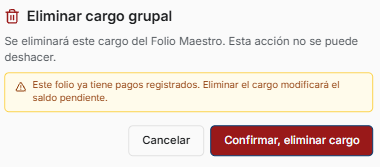 Eliminar cargo grupal
Se eliminará este cargo del Folio Maestro. Esta acción no se puede
deshacer.
Este folio ya tiene pagos registrados. Eliminar el cargo modificará el
saldo pendiente.
Cancelar
Confirmar, eliminar cargo